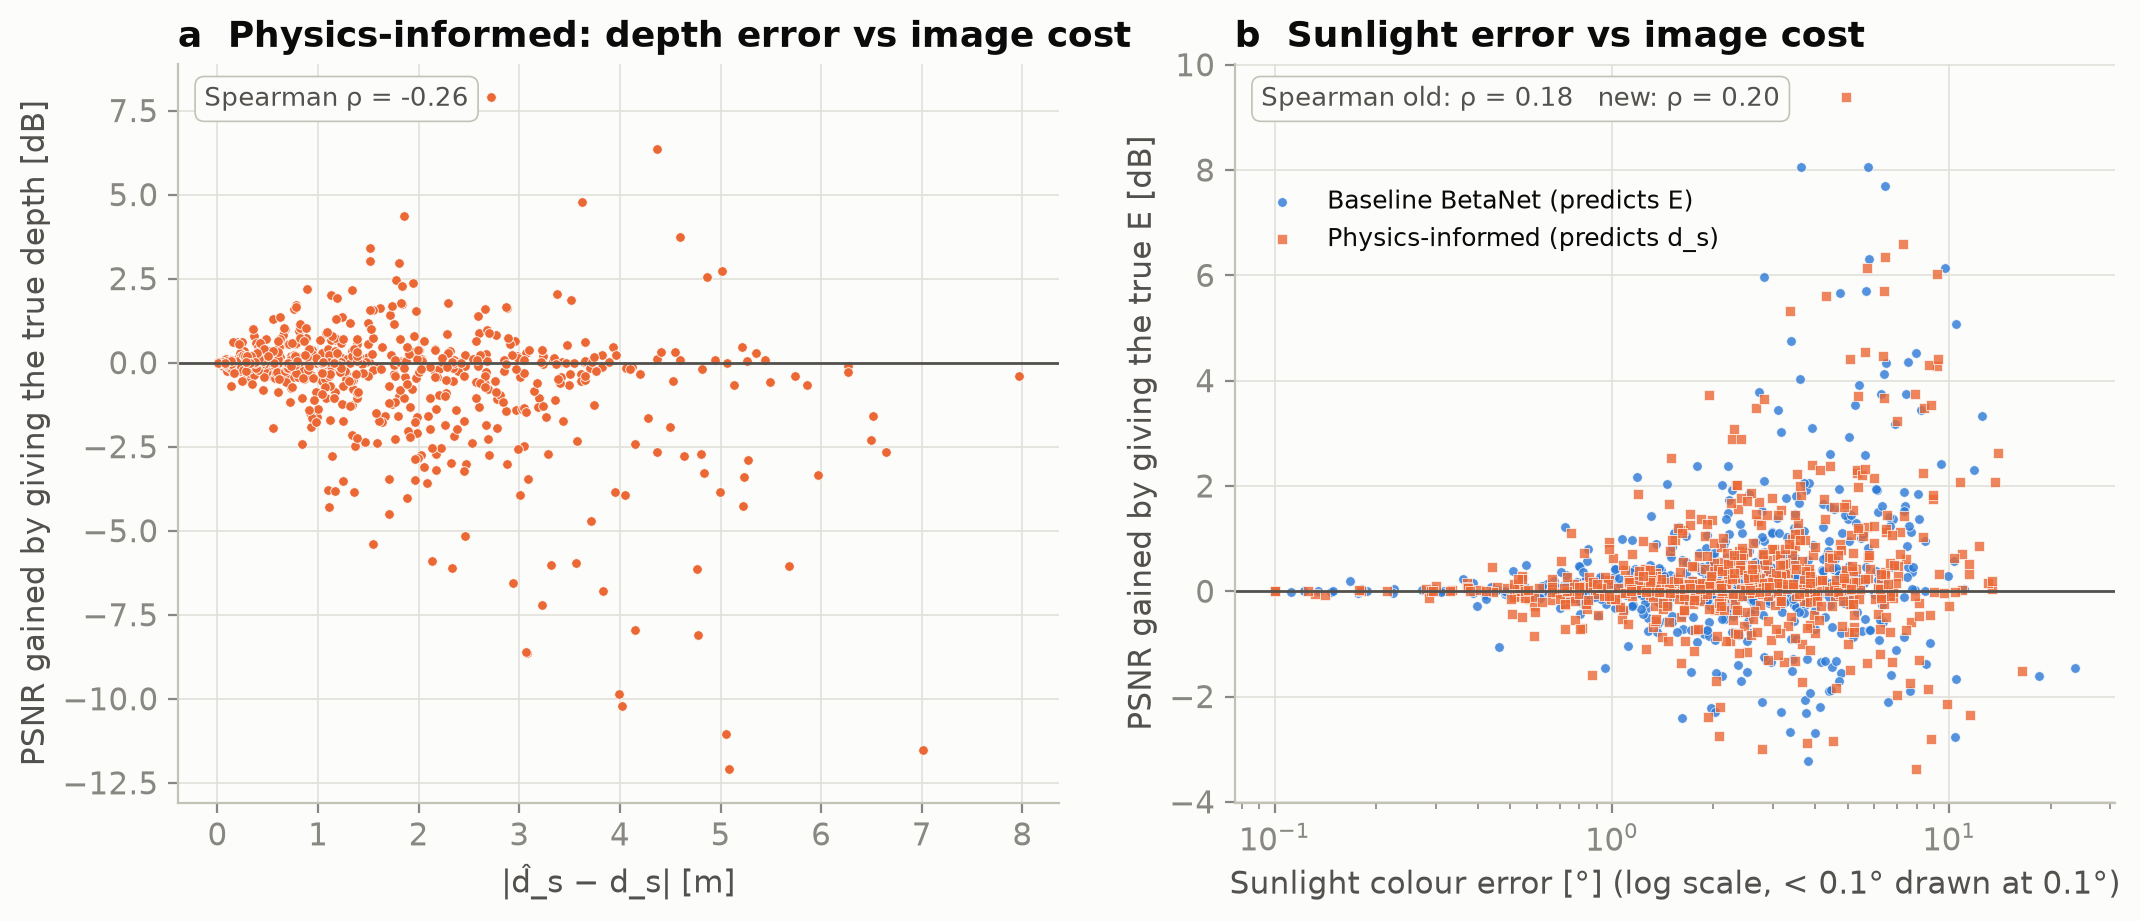 a Physics-informed: depth error vs image cost
Spearman ρ = -0.26
PSNR gained by giving the true depth [dB]
7.5
5.0
2.5
0.0
−2.5
−5.0
−7.5
−10.0
−12.5
0 1 2 3 4 5 6 7 8
|d̂_s − d_s| [m]
b Sunlight error vs image cost
Spearman old: ρ = 0.18 new: ρ = 0.20
Baseline BetaNet (predicts E)
Physics-informed (predicts d_s)
PSNR gained by giving the true E [dB]
10
8
6
4
2
0
−2
−4
10⁻¹ 10⁰ 10¹
Sunlight colour error [°] (log scale, < 0.1° drawn at 0.1°)